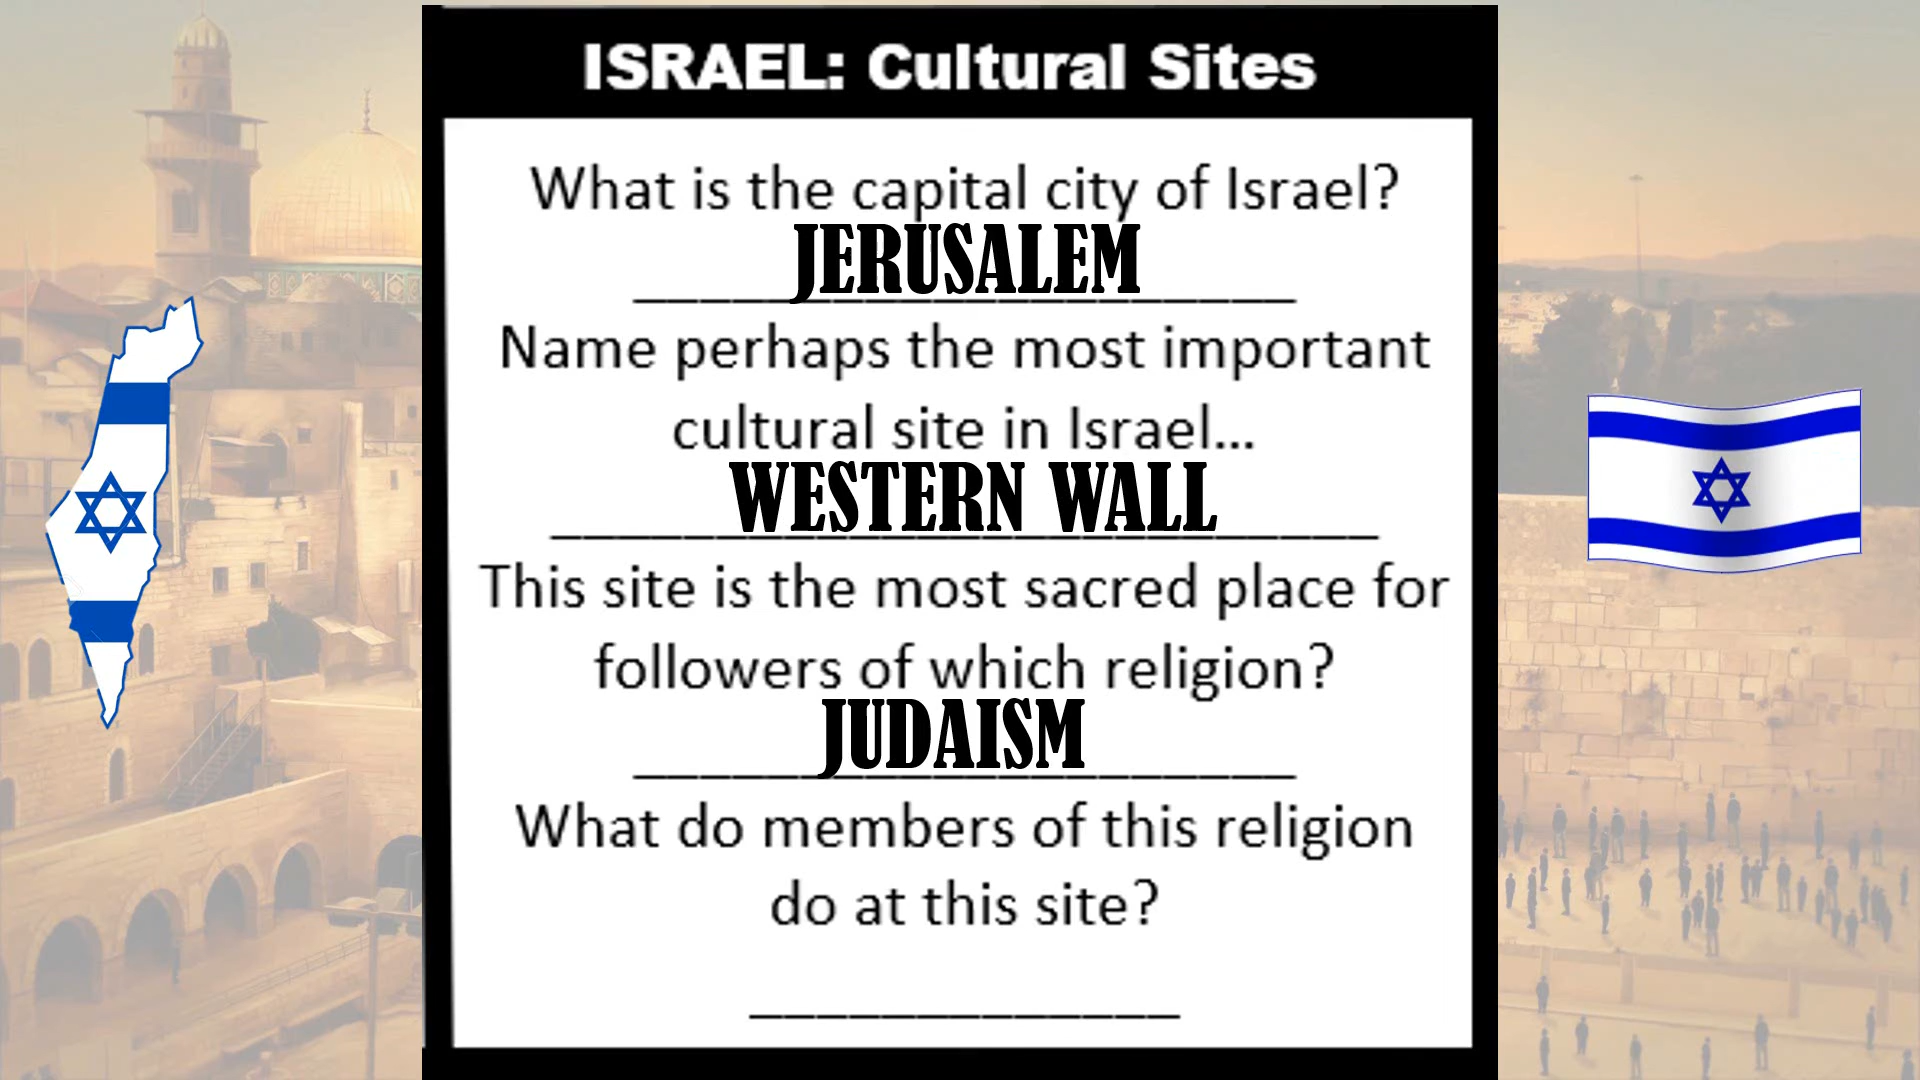 ISRAEL: Cultural Sites
What is the capital city of Israel?
JERUSALEM
Name perhaps the most important
cultural site in Israel...
WESTERN WALL
This site is the most sacred place for
followers of which religion?
JUDAISM
What do members of this religion
do at this site?